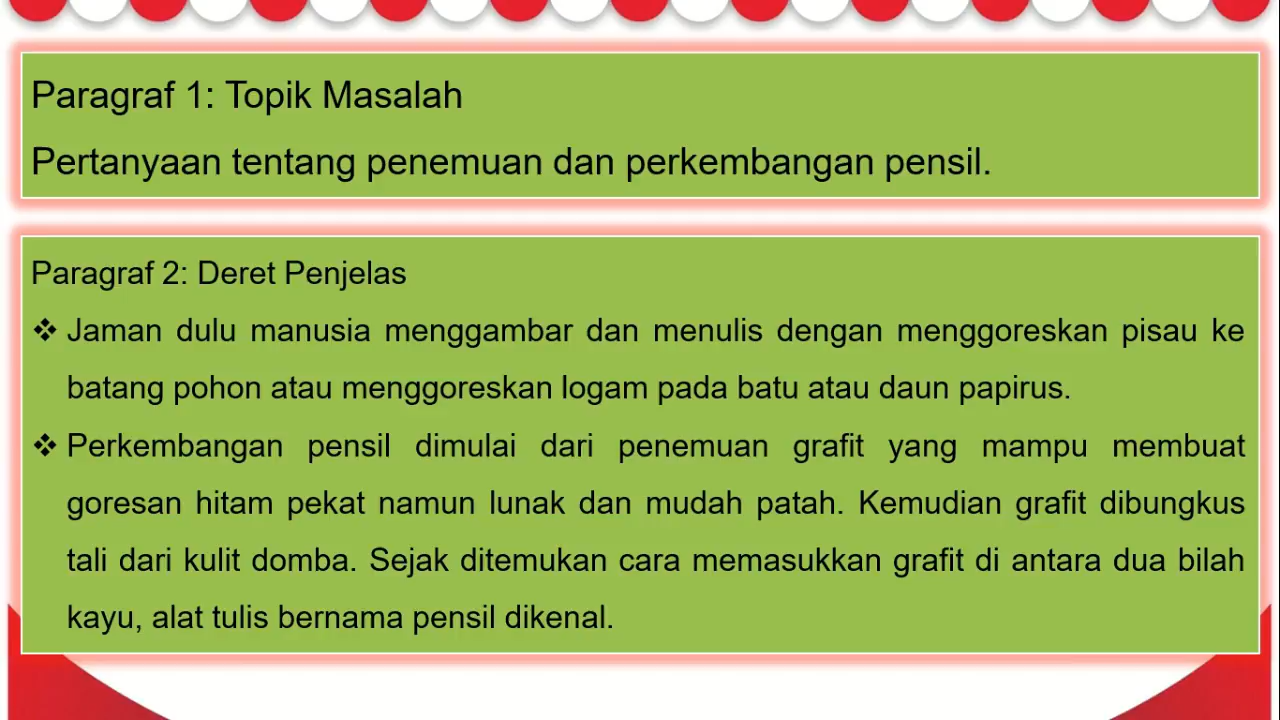 Paragraf 1: Topik Masalah
Pertanyaan tentang penemuan dan perkembangan pensil.
Paragraf 2: Deret Penjelas
❖ Jaman dulu manusia menggambar dan menulis dengan menggoreskan pisau ke
batang pohon atau menggoreskan logam pada batu atau daun papirus.
❖ Perkembangan pensil dimulai dari penemuan grafit yang mampu membuat
goresan hitam pekat namun lunak dan mudah patah. Kemudian grafit dibungkus
tali dari kulit domba. Sejak ditemukan cara memasukkan grafit di antara dua bilah
kayu, alat tulis bernama pensil dikenal.